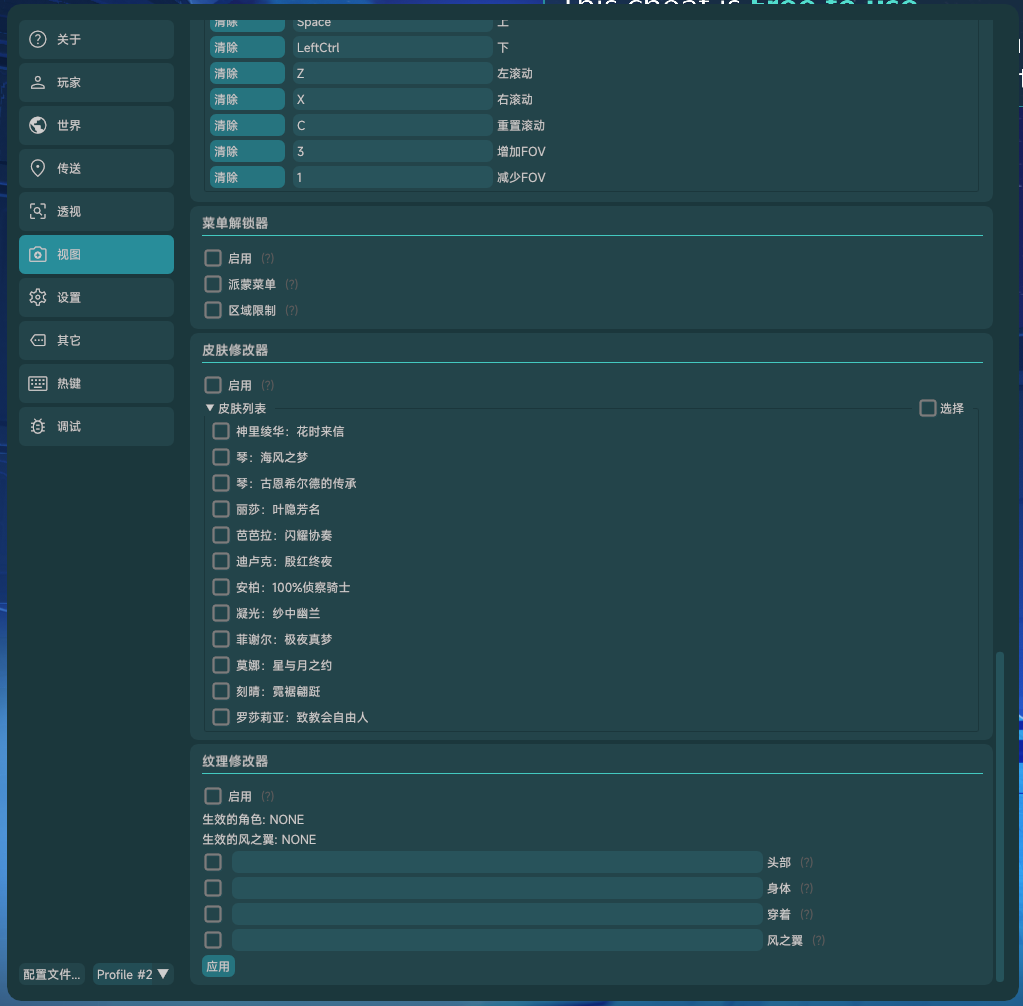 This cheat is Free to use
关于
玩家
世界
传送
透视
视图
设置
其它
热键
调试
配置文件... Profile #2
清除 Space 上
清除 LeftCtrl 下
清除 Z 左滚动
清除 X 右滚动
清除 C 重置滚动
清除 3 增加FOV
清除 1 减少FOV
菜单解锁器
启用 (?)
派蒙菜单 (?)
区域限制 (?)
皮肤修改器
启用 (?)
皮肤列表 选择
神里绫华：花时来信
琴：海风之梦
琴：古恩希尔德的传承
丽莎：叶隐芳名
芭芭拉：闪耀协奏
迪卢克：殷红终夜
安柏：100%侦察骑士
凝光：纱中幽兰
菲谢尔：极夜真梦
莫娜：星与月之约
刻晴：霓裾翩跹
罗莎莉亚：致教会自由人
纹理修改器
启用 (?)
生效的角色: NONE
生效的风之翼: NONE
头部 (?)
身体 (?)
穿着 (?)
风之翼 (?)
应用